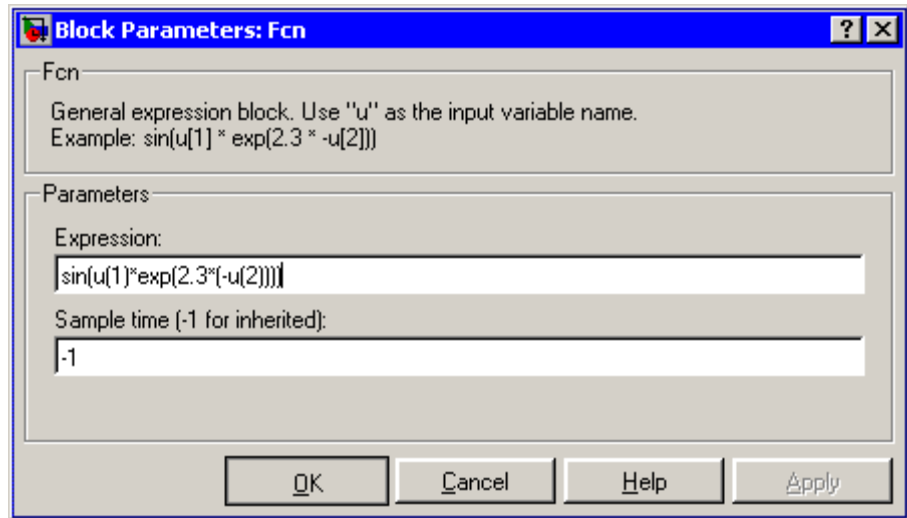 Block Parameters: Fcn
Fcn
General expression block. Use "u" as the input variable name.
Example: sin(u[1] * exp(2.3 * -u[2]))
Parameters
Expression:
sin(u(1)*exp(2.3*(-u(2))))
Sample time (-1 for inherited):
-1
OK Cancel Help Apply